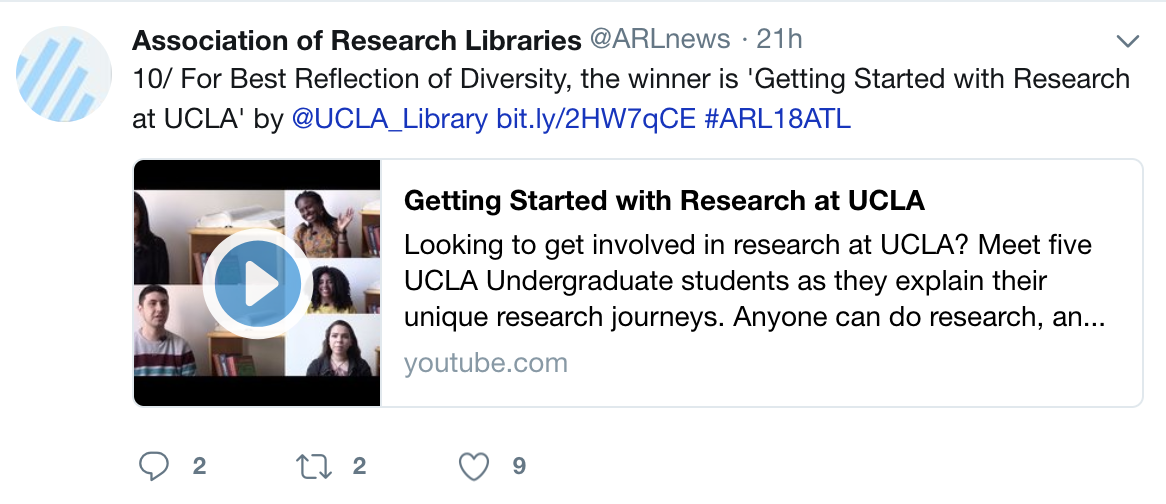 Association of Research Libraries @ARLnews · 21h
10/ For Best Reflection of Diversity, the winner is 'Getting Started with Research
at UCLA' by @UCLA_Library bit.ly/2HW7qCE #ARL18ATL
Getting Started with Research at UCLA
Looking to get involved in research at UCLA? Meet five
UCLA Undergraduate students as they explain their
unique research journeys. Anyone can do research, an...
youtube.com
2 2 9